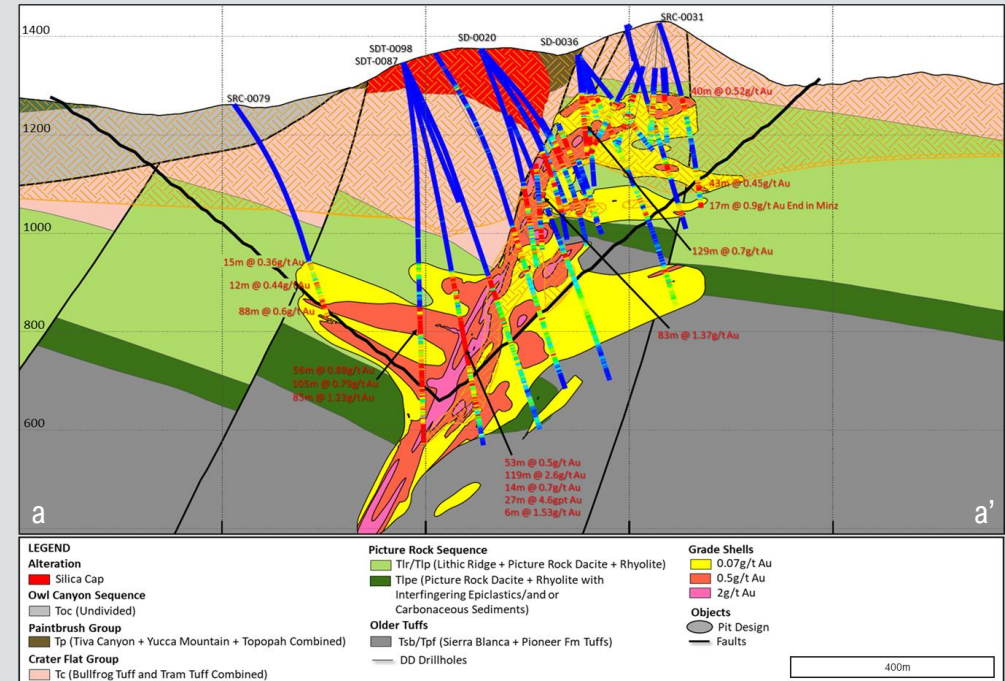 1400
1200
1000
800
600
SRC-0031
SD-0036
SD-0020
SDT-0098
SDT-0087
SRC-0079
40m @ 0.52g/t Au
43m @ 0.45g/t Au
17m @ 0.9g/t Au End in Minz
129m @ 0.7g/t Au
83m @ 1.37g/t Au
15m @ 0.36g/t Au
12m @ 0.44g/t Au
88m @ 0.6g/t Au
56m @ 0.88g/t Au
105m @ 0.79g/t Au
85m @ 1.23g/t Au
53m @ 0.5g/t Au
119m @ 2.6g/t Au
14m @ 0.7g/t Au
27m @ 4.6gpt Au
6m @ 1.53g/t Au
a
a'
LEGEND
Alteration
Silica Cap
Owl Canyon Sequence
Toc (Undivided)
Paintbrush Group
Tp (Tiva Canyon + Yucca Mountain + Topopah Combined)
Crater Flat Group
Tc (Bullfrog Tuff and Tram Tuff Combined)
Picture Rock Sequence
Tlr/Tlp (Lithic Ridge + Picture Rock Dacite + Rhyolite)
Tlpe (Picture Rock Dacite + Rhyolite with
Interfingering Epiclastics/and or
Carbonaceous Sediments)
Older Tuffs
Tsb/Tpf (Sierra Blanca + Pioneer Fm Tuffs)
DD Drillholes
Grade Shells
0.07g/t Au
0.5g/t Au
2g/t Au
Objects
Pit Design
Faults
400m